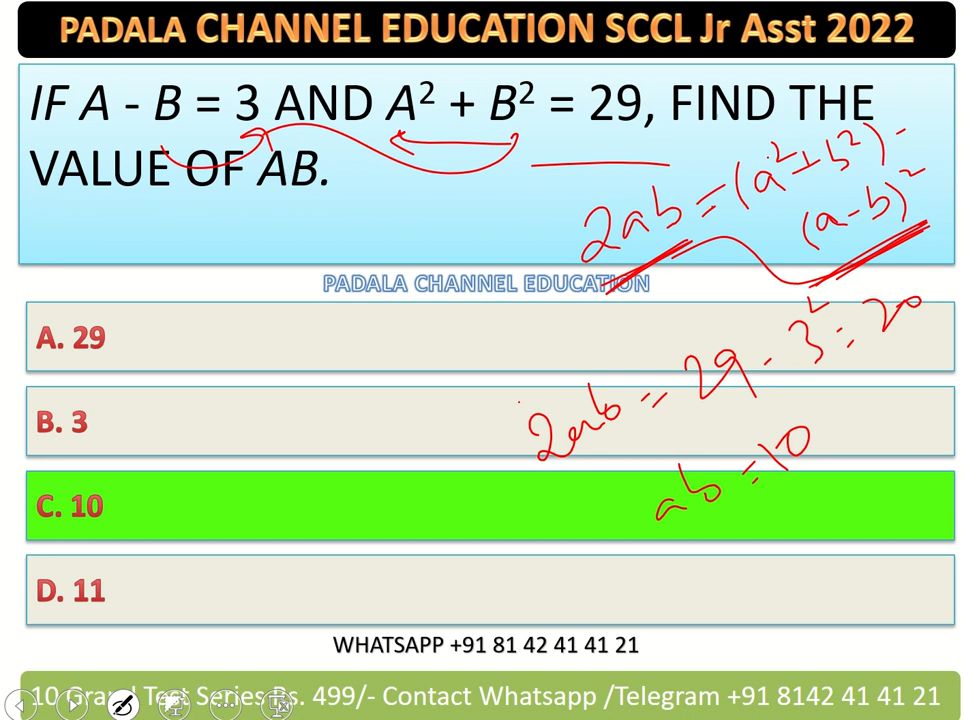 PADALA CHANNEL EDUCATION SCCL Jr Asst 2022
IF A - B = 3 AND A² + B² = 29, FIND THE
VALUE OF AB.
2ab = (a²+b²) -
(a-b)²
PADALA CHANNEL EDUCATION
A. 29
2ab = 29 - 3² = 20
B. 3
ab = 10
C. 10
D. 11
WHATSAPP +91 81 42 41 41 21
10 Grand Test Series Rs. 499/- Contact Whatsapp /Telegram +91 8142 41 41 21